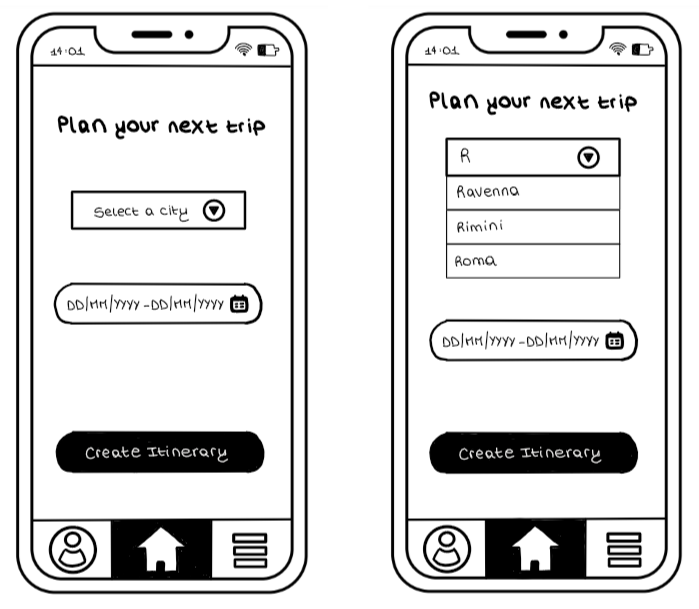 14:01
Plan your next trip
Select a city
DD/MM/YYYY - DD/MM/YYYY
Create Itinerary
14:01
Plan your next trip
R
Ravenna
Rimini
Roma
DD/MM/YYYY - DD/MM/YYYY
Create Itinerary